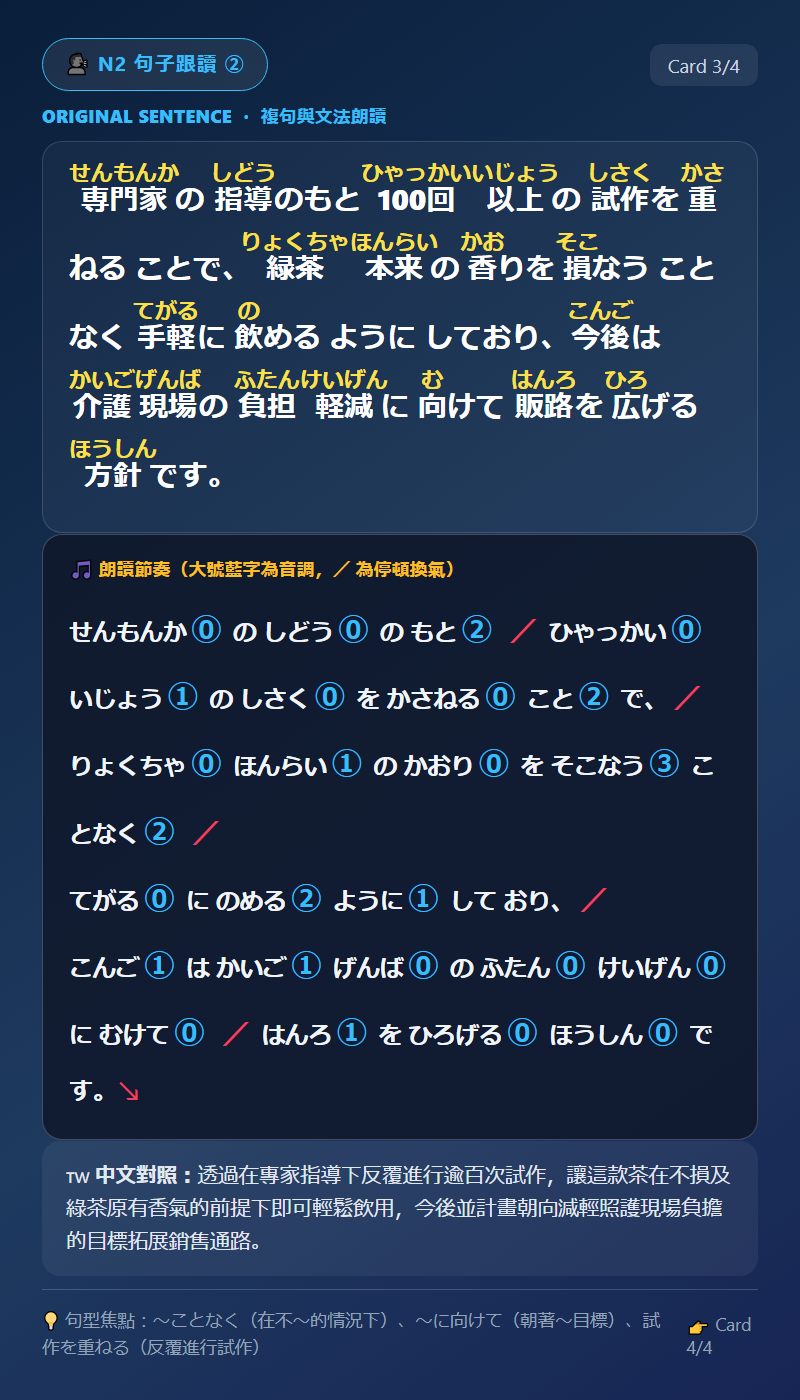 N2 句子跟讀 ②
Card 3/4
ORIGINAL SENTENCE · 複句與文法朗讀
せんもんか しどう ひゃっかいいじょう しさく かさ
専門家 の 指導のもと 100回 以上 の 試作を 重
りょくちゃ ほんらい かお そこ
ねる ことで、 緑茶 本来 の 香りを 損なう こと
てがる の こんご
なく 手軽に 飲める ように しており、今後は
かいごげんば ふたんけいげん む はんろ ひろ
介護 現場の 負担 軽減 に 向けて 販路を 広げる
ほうしん
方針 です。
🎵 朗讀節奏（大號藍字為音調，／ 為停頓換氣）
せんもんか⓪ の しどう⓪ の もと② ／ ひゃっかい⓪
いじょう① の しさく⓪ を かさねる⓪ こと② で、／
りょくちゃ⓪ ほんらい① の かおり⓪ を そこなう③ こ
となく② ／
てがる⓪ に のめる② ように① して おり、／
こんご① は かいご① げんば⓪ の ふたん⓪ けいげん⓪
に むけて⓪ ／ はんろ① を ひろげる⓪ ほうしん⓪ で
す。↘
TW 中文對照：透過在專家指導下反覆進行逾百次試作，讓這款茶在不損及
綠茶原有香氣的前提下即可輕鬆飲用，今後並計畫朝向減輕照護現場負擔
的目標拓展銷售通路。
💡 句型焦點：～ことなく（在不～的情況下）、～に向けて（朝著～目標）、試
作を重ねる（反覆進行試作）
👉 Card
4/4